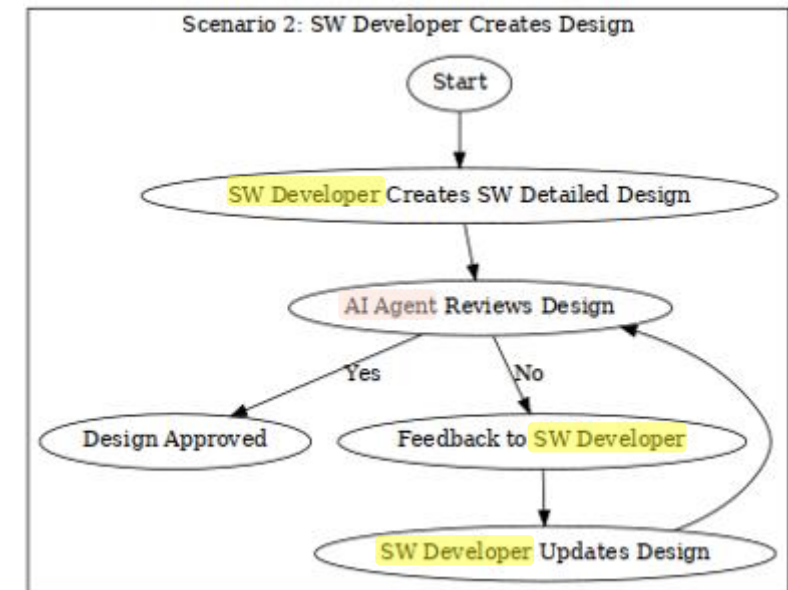 Scenario 2: SW Developer Creates Design
Start
SW Developer Creates SW Detailed Design
AI Agent Reviews Design
Yes
No
Design Approved
Feedback to SW Developer
SW Developer Updates Design